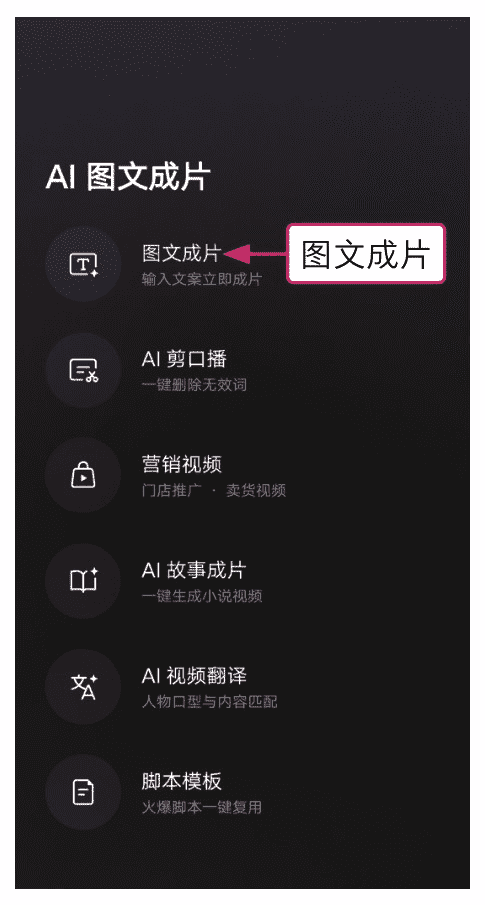 AI 图文成片
图文成片
图文成片
输入文案立即成片
AI 剪口播
一键删除无效词
营销视频
门店推广 · 卖货视频
AI 故事成片
一键生成小说视频
AI 视频翻译
人物口型与内容匹配
脚本模板
火爆脚本一键复用